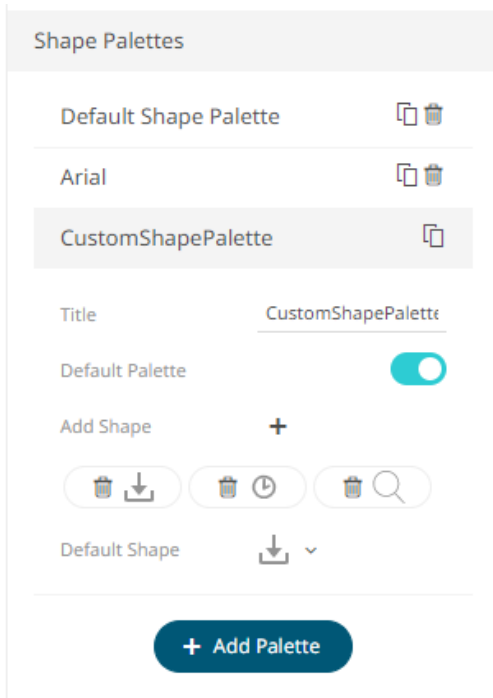 Shape Palettes
Default Shape Palette
Arial
CustomShapePalette
Title CustomShapePalette
Default Palette
Add Shape +
Default Shape
+ Add Palette